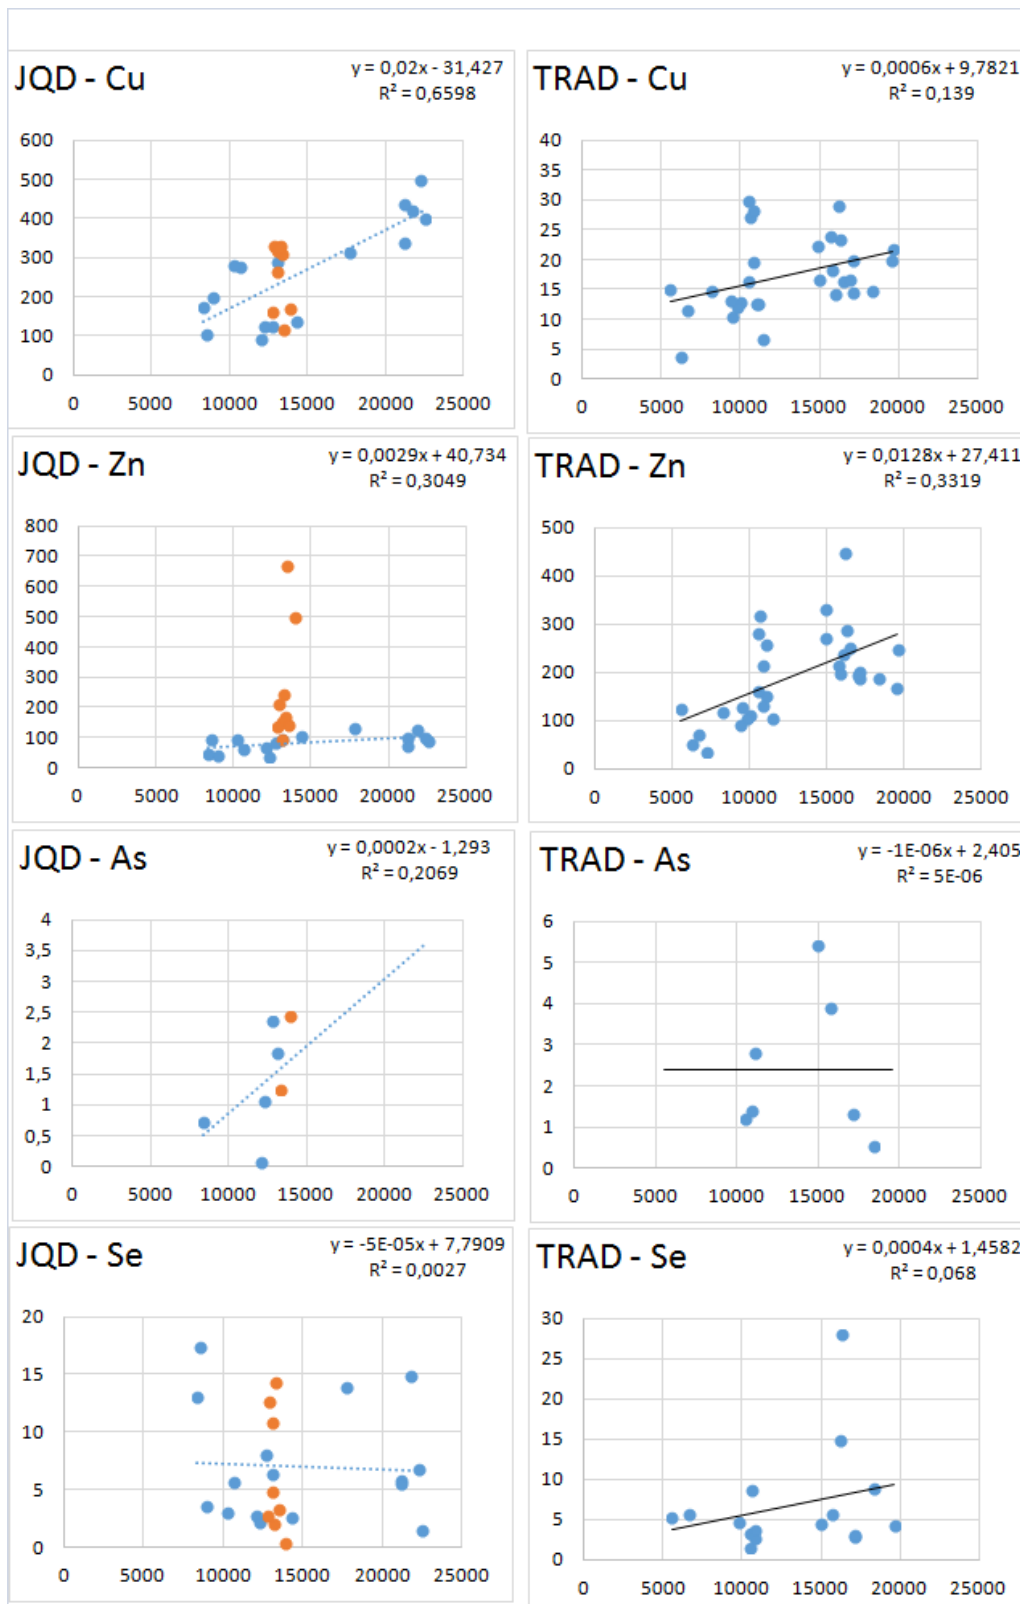 JQD - Cu
y = 0,02x - 31,427
R² = 0,6598
600
500
400
300
200
100
0
0 5000 10000 15000 20000 25000
TRAD - Cu
y = 0,0006x + 9,7821
R² = 0,139
40
35
30
25
20
15
10
5
0
0 5000 10000 15000 20000 25000
JQD - Zn
y = 0,0029x + 40,734
R² = 0,3049
800
700
600
500
400
300
200
100
0
0 5000 10000 15000 20000 25000
TRAD - Zn
y = 0,0128x + 27,411
R² = 0,3319
500
400
300
200
100
0
0 5000 10000 15000 20000 25000
JQD - As
y = 0,0002x - 1,293
R² = 0,2069
4
3,5
3
2,5
2
1,5
1
0,5
0
0 5000 10000 15000 20000 25000
TRAD - As
y = -1E-06x + 2,405
R² = 5E-06
6
5
4
3
2
1
0
0 5000 10000 15000 20000 25000
JQD - Se
y = -5E-05x + 7,7909
R² = 0,0027
20
15
10
5
0
0 5000 10000 15000 20000 25000
TRAD - Se
y = 0,0004x + 1,4582
R² = 0,068
30
25
20
15
10
5
0
0 5000 10000 15000 20000 25000